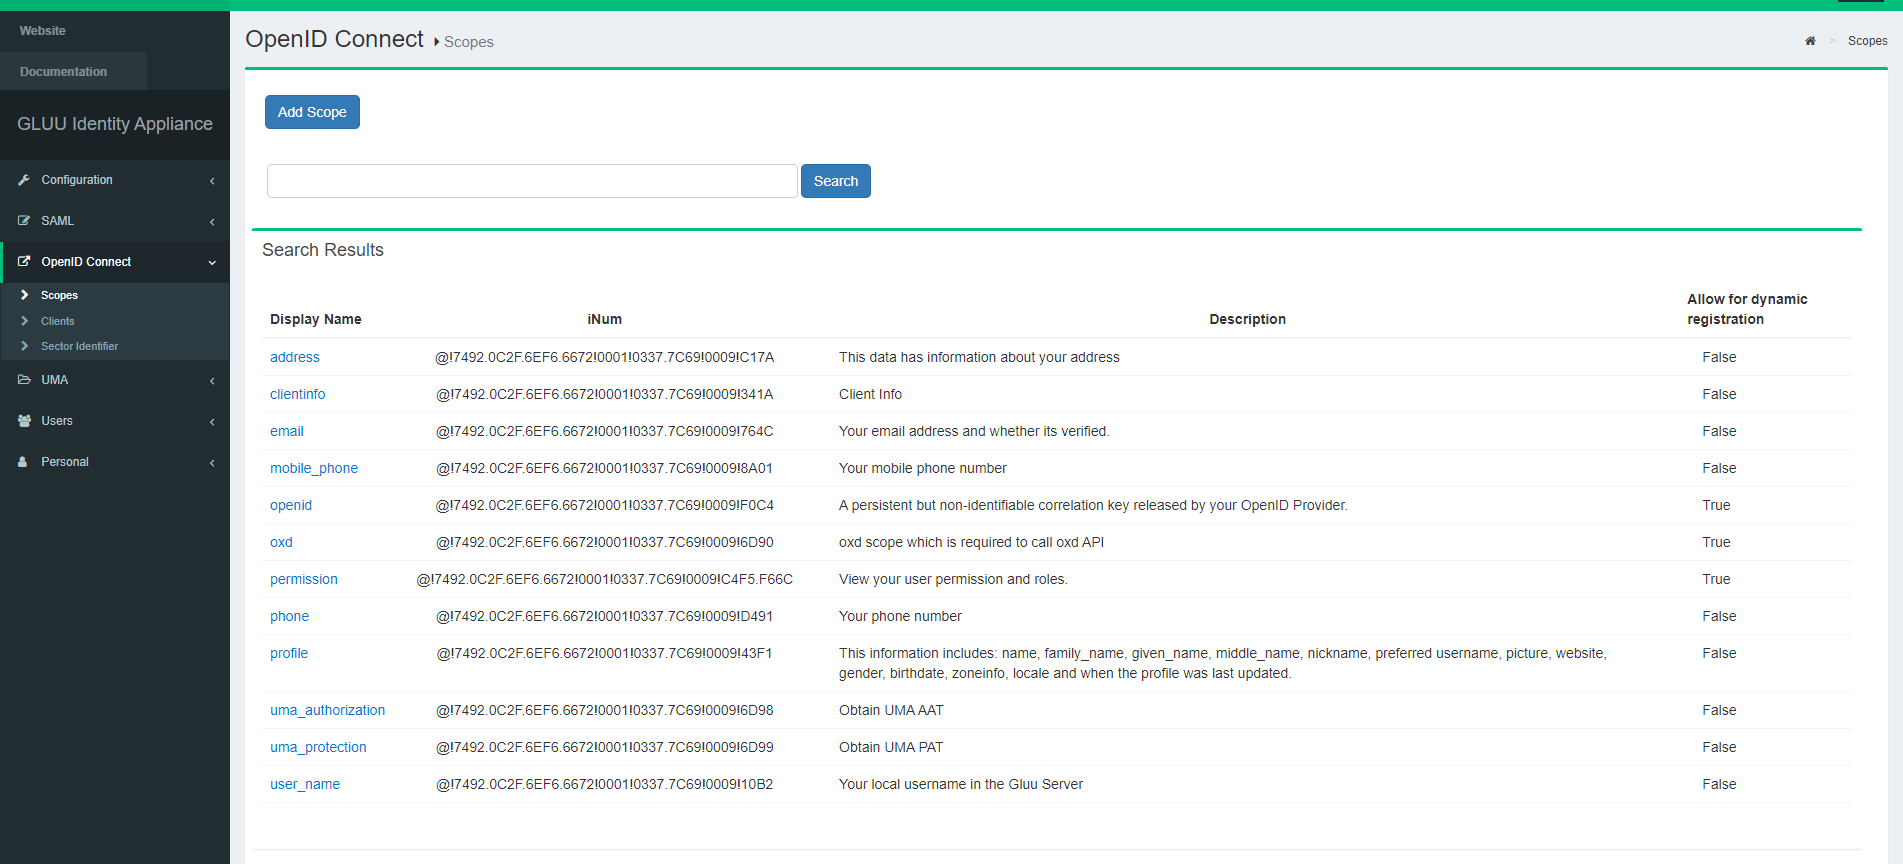 Website
Documentation
GLUU Identity Appliance
Configuration
SAML
OpenID Connect
Scopes
Clients
Sector Identifier
UMA
Users
Personal
OpenID Connect Scopes
> Scopes
Add Scope
Search
Search Results
Display Name iNum Description Allow for dynamic
registration
address @!7492.0C2F.6EF6.6672!0001!0337.7C69!0009!C17A This data has information about your address False
clientinfo @!7492.0C2F.6EF6.6672!0001!0337.7C69!0009!341A Client Info False
email @!7492.0C2F.6EF6.6672!0001!0337.7C69!0009!764C Your email address and whether its verified. False
mobile_phone @!7492.0C2F.6EF6.6672!0001!0337.7C69!0009!8A01 Your mobile phone number False
openid @!7492.0C2F.6EF6.6672!0001!0337.7C69!0009!F0C4 A persistent but non-identifiable correlation key released by your OpenID Provider. True
oxd @!7492.0C2F.6EF6.6672!0001!0337.7C69!0009!6D90 oxd scope which is required to call oxd API True
permission @!7492.0C2F.6EF6.6672!0001!0337.7C69!0009!C4F5.F66C View your user permission and roles. True
phone @!7492.0C2F.6EF6.6672!0001!0337.7C69!0009!D491 Your phone number False
profile @!7492.0C2F.6EF6.6672!0001!0337.7C69!0009!43F1 This information includes: name, family_name, given_name, middle_name, nickname, preferred username, picture, website, False
gender, birthdate, zoneinfo, locale and when the profile was last updated.
uma_authorization @!7492.0C2F.6EF6.6672!0001!0337.7C69!0009!6D98 Obtain UMA AAT False
uma_protection @!7492.0C2F.6EF6.6672!0001!0337.7C69!0009!6D99 Obtain UMA PAT False
user_name @!7492.0C2F.6EF6.6672!0001!0337.7C69!0009!10B2 Your local username in the Gluu Server False